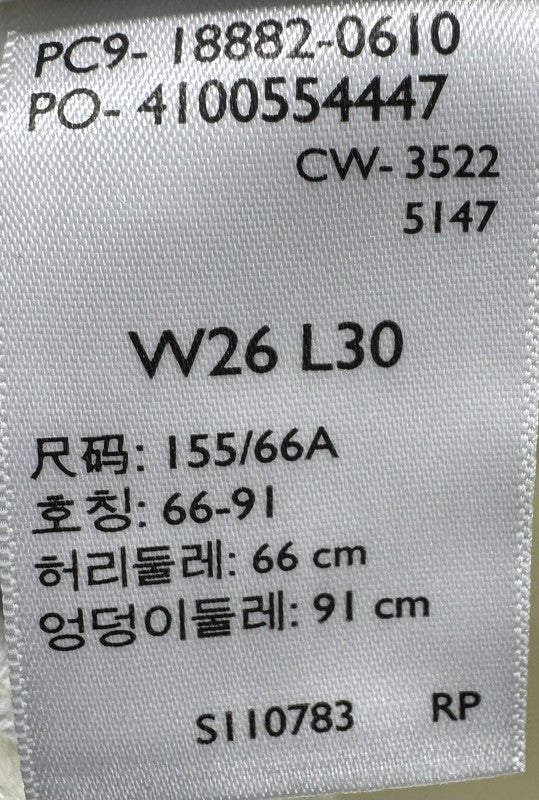 PC9- 18882-0610
PO- 4100554447
CW- 3522
5147
W26 L30
尺码: 155/66A
호칭: 66-91
허리둘레: 66 cm
엉덩이둘레: 91 cm
S110783 RP